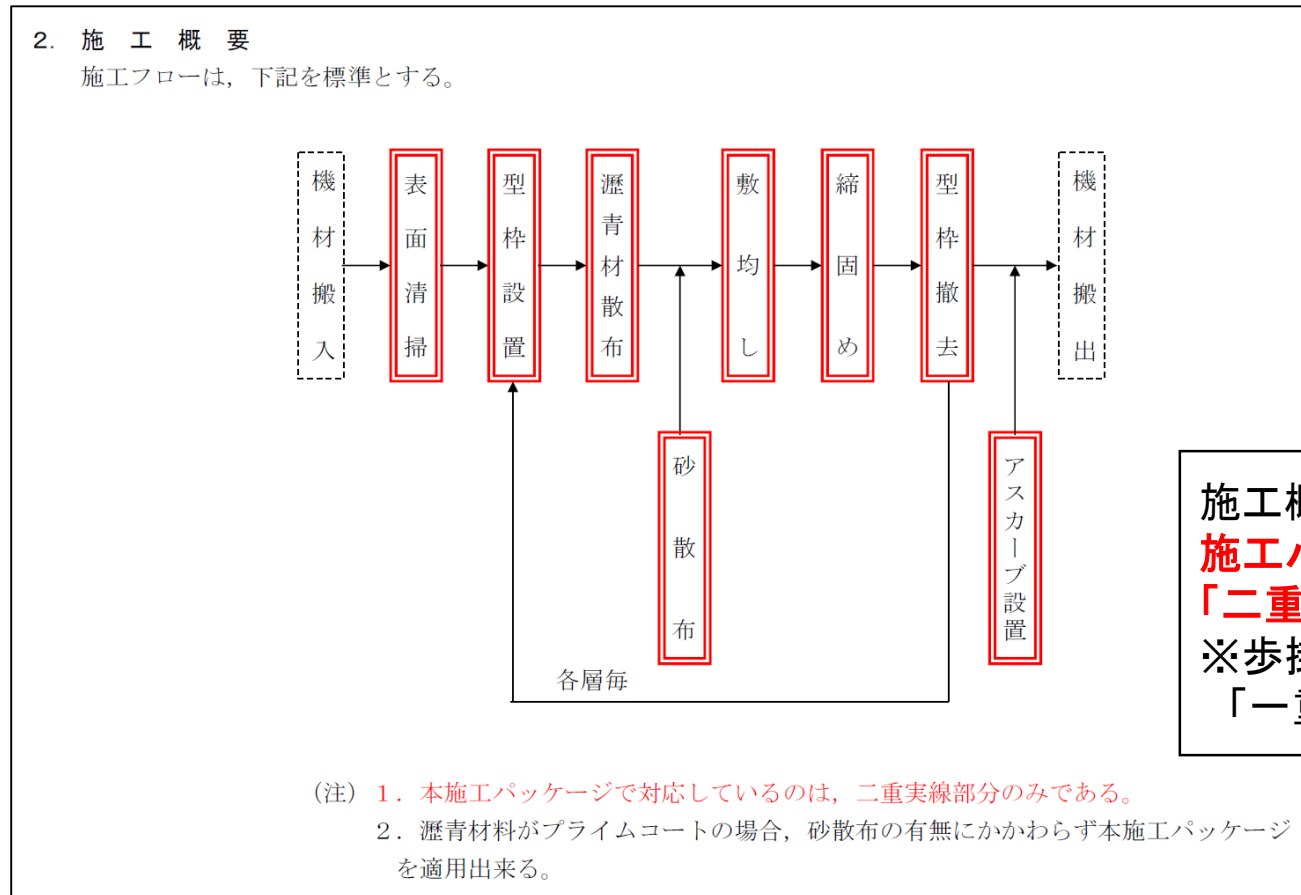 2. 施 工 概 要
施工フローは，下記を標準とする。
機材搬入
表面清掃
型枠設置
瀝青材散布
敷均し
締固め
型枠撤去
機材搬出
砂散布
アスカーブ設置
各層毎
施工概
施工パ
「二重
※歩掛
「一重
（注） 1．本施工パッケージで対応しているのは，二重実線部分のみである。
2．瀝青材料がプライムコートの場合，砂散布の有無にかかわらず本施工パッケージ
を適用出来る。